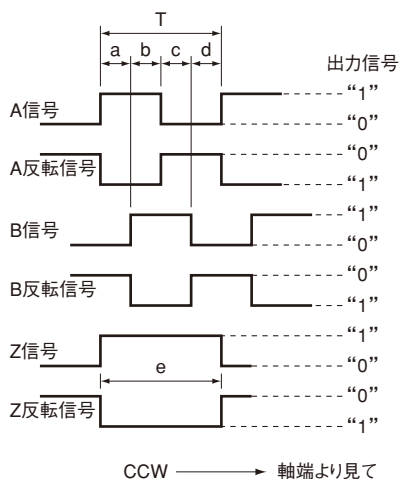 T
a b c d
出力信号
A信号
“1”
“0”
A反転信号
“0”
“1”
B信号
“1”
“0”
B反転信号
“0”
“1”
Z信号
“1”
“0”
e
Z反転信号
“0”
“1”
CCW 軸端より見て